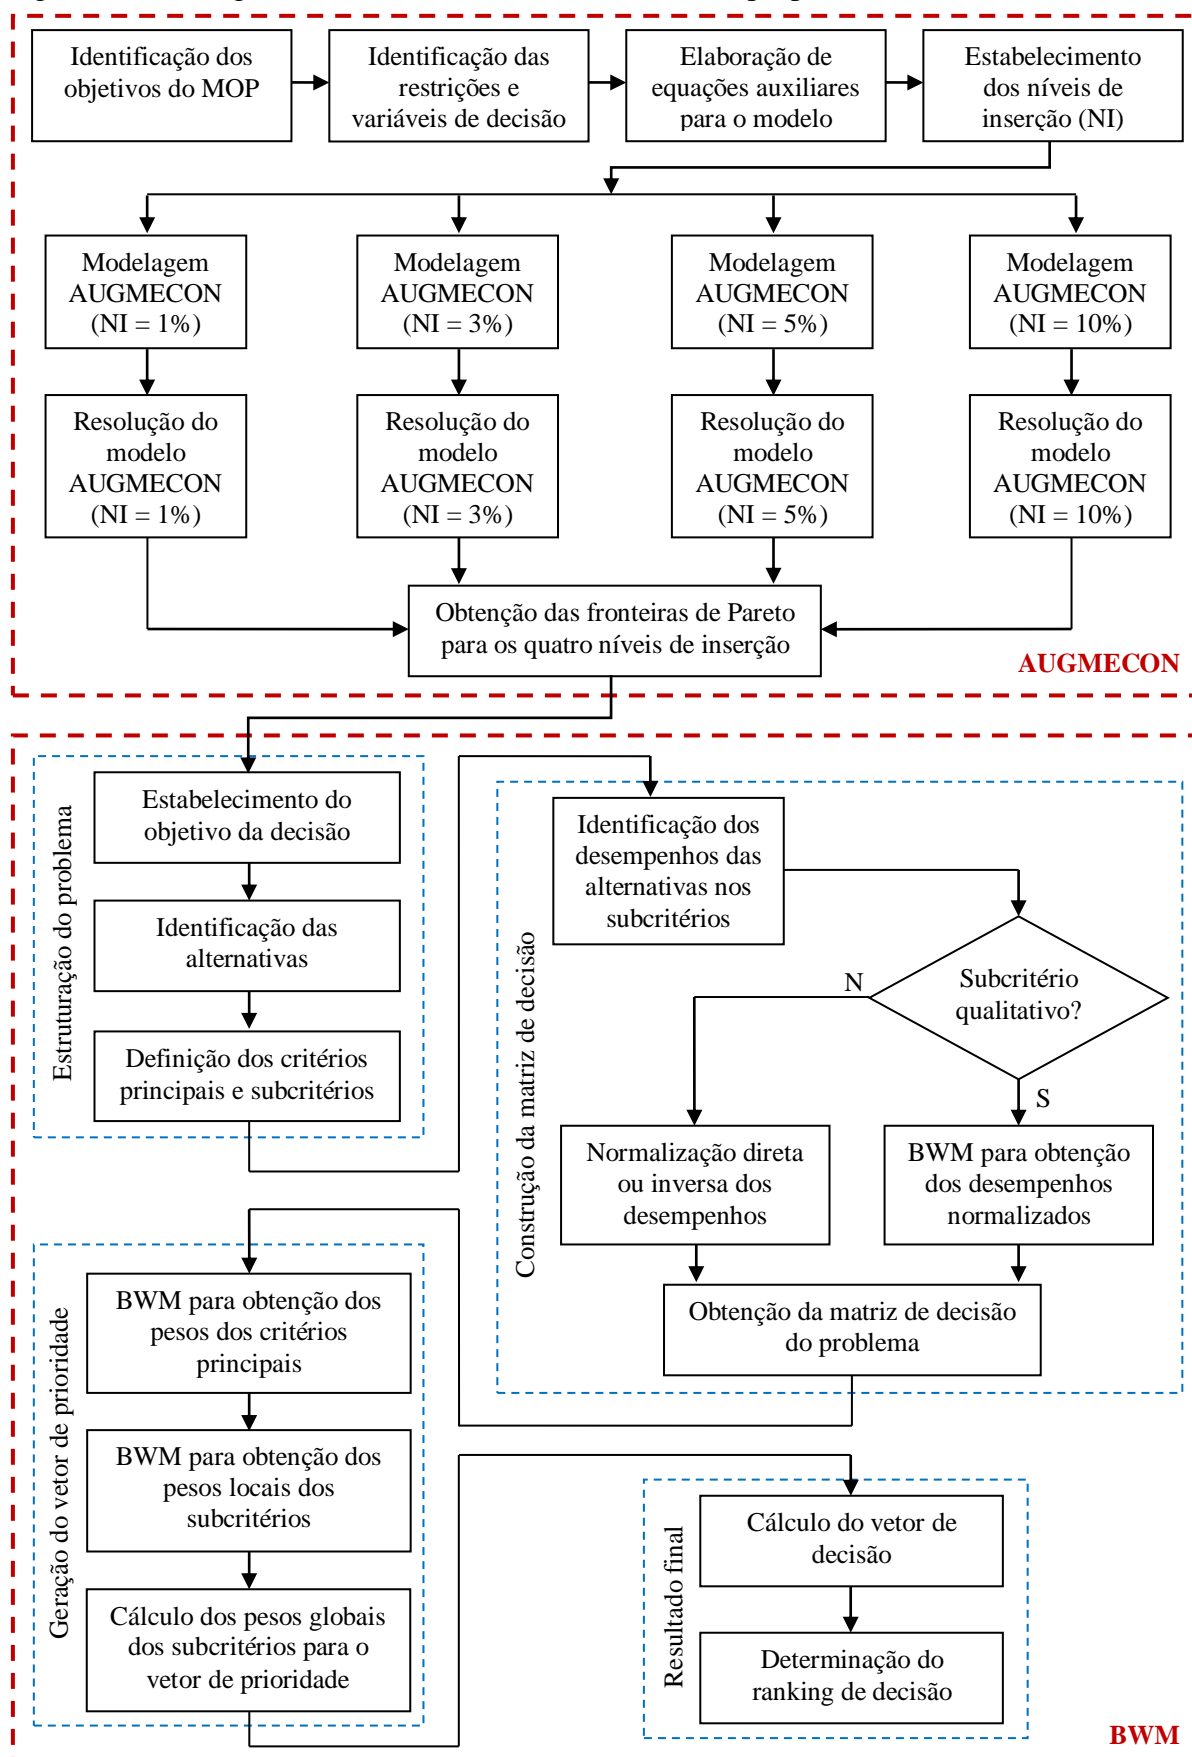 Identificação dos
objetivos do MOP
Identificação das
restrições e
variáveis de decisão
Elaboração de
equações auxiliares
para o modelo
Estabelecimento
dos níveis de
inserção (NI)
Modelagem
AUGMECON
(NI = 1%)
Modelagem
AUGMECON
(NI = 3%)
Modelagem
AUGMECON
(NI = 5%)
Modelagem
AUGMECON
(NI = 10%)
Resolução do
modelo
AUGMECON
(NI = 1%)
Resolução do
modelo
AUGMECON
(NI = 3%)
Resolução do
modelo
AUGMECON
(NI = 5%)
Resolução do
modelo
AUGMECON
(NI = 10%)
Obtenção das fronteiras de Pareto
para os quatro níveis de inserção
AUGMECON
Estruturação do problema
Estabelecimento do
objetivo da decisão
Identificação das
alternativas
Definição dos critérios
principais e subcritérios
Construção da matriz de decisão
Identificação dos
desempenhos das
alternativas nos
subcritérios
Subcritério
qualitativo?
N
S
Normalização direta
ou inversa dos
desempenhos
BWM para obtenção
dos desempenhos
normalizados
Obtenção da matriz de decisão
do problema
Geração do vetor de prioridade
BWM para obtenção dos
pesos dos critérios
principais
BWM para obtenção dos
pesos locais dos
subcritérios
Cálculo dos pesos globais
dos subcritérios para o
vetor de prioridade
Resultado final
Cálculo do vetor de
decisão
Determinação do
ranking de decisão
BWM